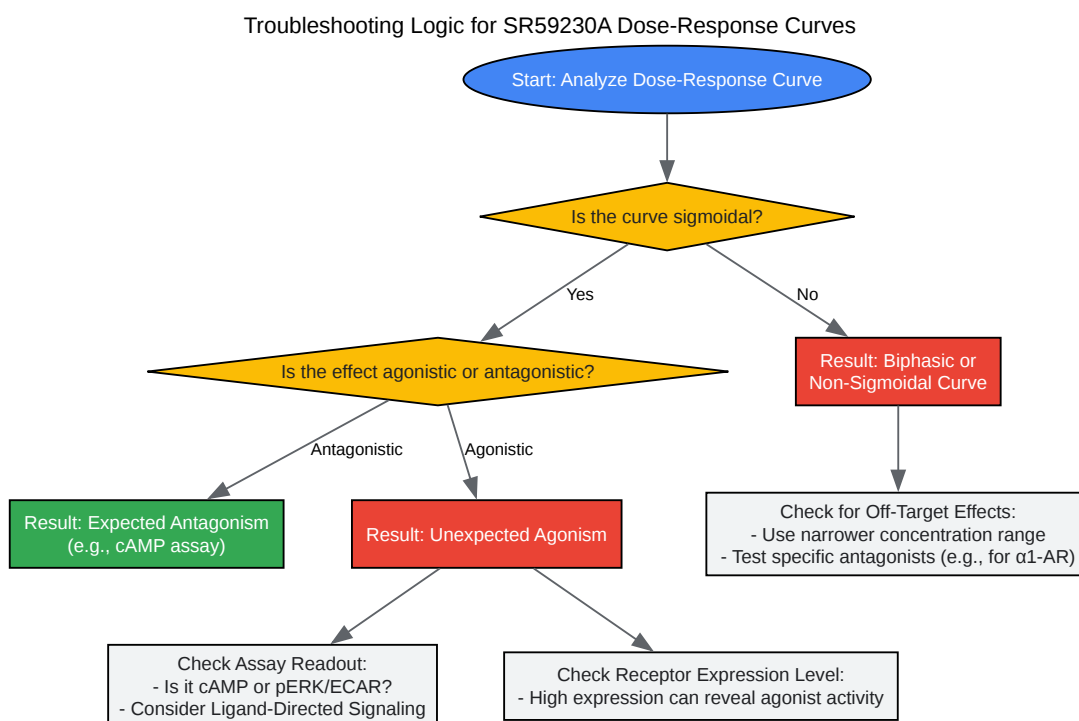 Troubleshooting Logic for SR59230A Dose-Response Curves
Start: Analyze Dose-Response Curve
Is the curve sigmoidal?
Yes
No
Is the effect agonistic or antagonistic?
Result: Biphasic or
Non-Sigmoidal Curve
Antagonistic
Agonistic
Result: Expected Antagonism
(e.g., cAMP assay)
Result: Unexpected Agonism
Check for Off-Target Effects:
- Use narrower concentration range
- Test specific antagonists (e.g., for α1-AR)
Check Assay Readout:
- Is it cAMP or pERK/ECAR?
- Consider Ligand-Directed Signaling
Check Receptor Expression Level:
- High expression can reveal agonist activity